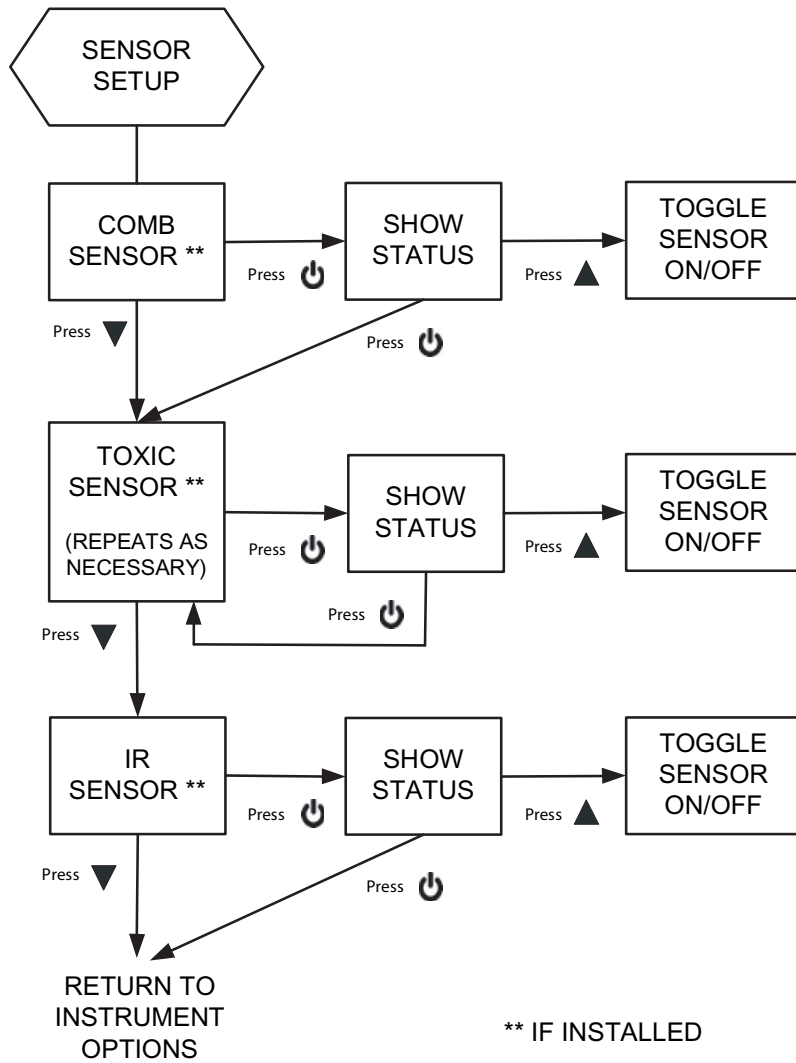 SENSOR
SETUP
COMB
SENSOR **
Press
SHOW
STATUS
Press
TOGGLE
SENSOR
ON/OFF
Press
Press
TOXIC
SENSOR **
(REPEATS AS
NECESSARY)
Press
SHOW
STATUS
Press
TOGGLE
SENSOR
ON/OFF
Press
Press
IR
SENSOR **
Press
SHOW
STATUS
Press
TOGGLE
SENSOR
ON/OFF
Press
Press
RETURN TO
INSTRUMENT
OPTIONS
** IF INSTALLED